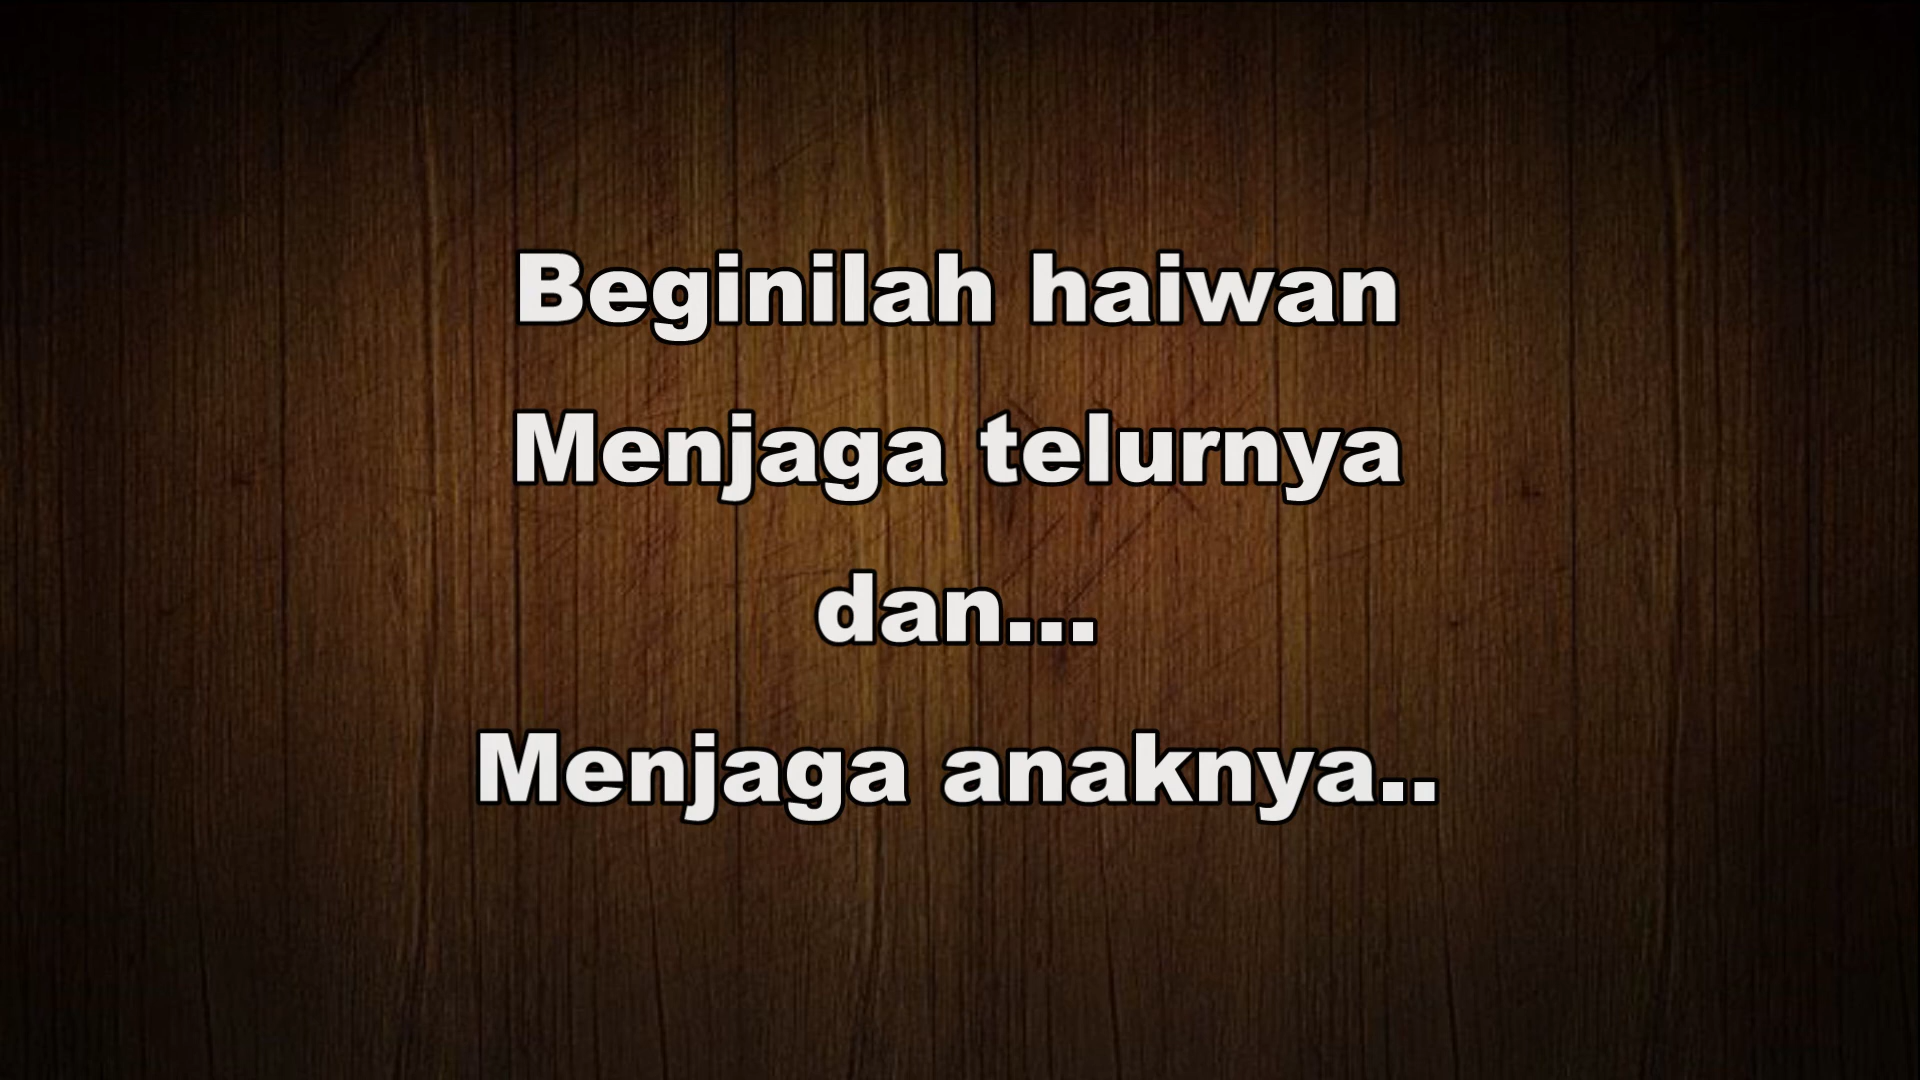 Beginilah haiwan
Menjaga telurnya
dan...
Menjaga anaknya..